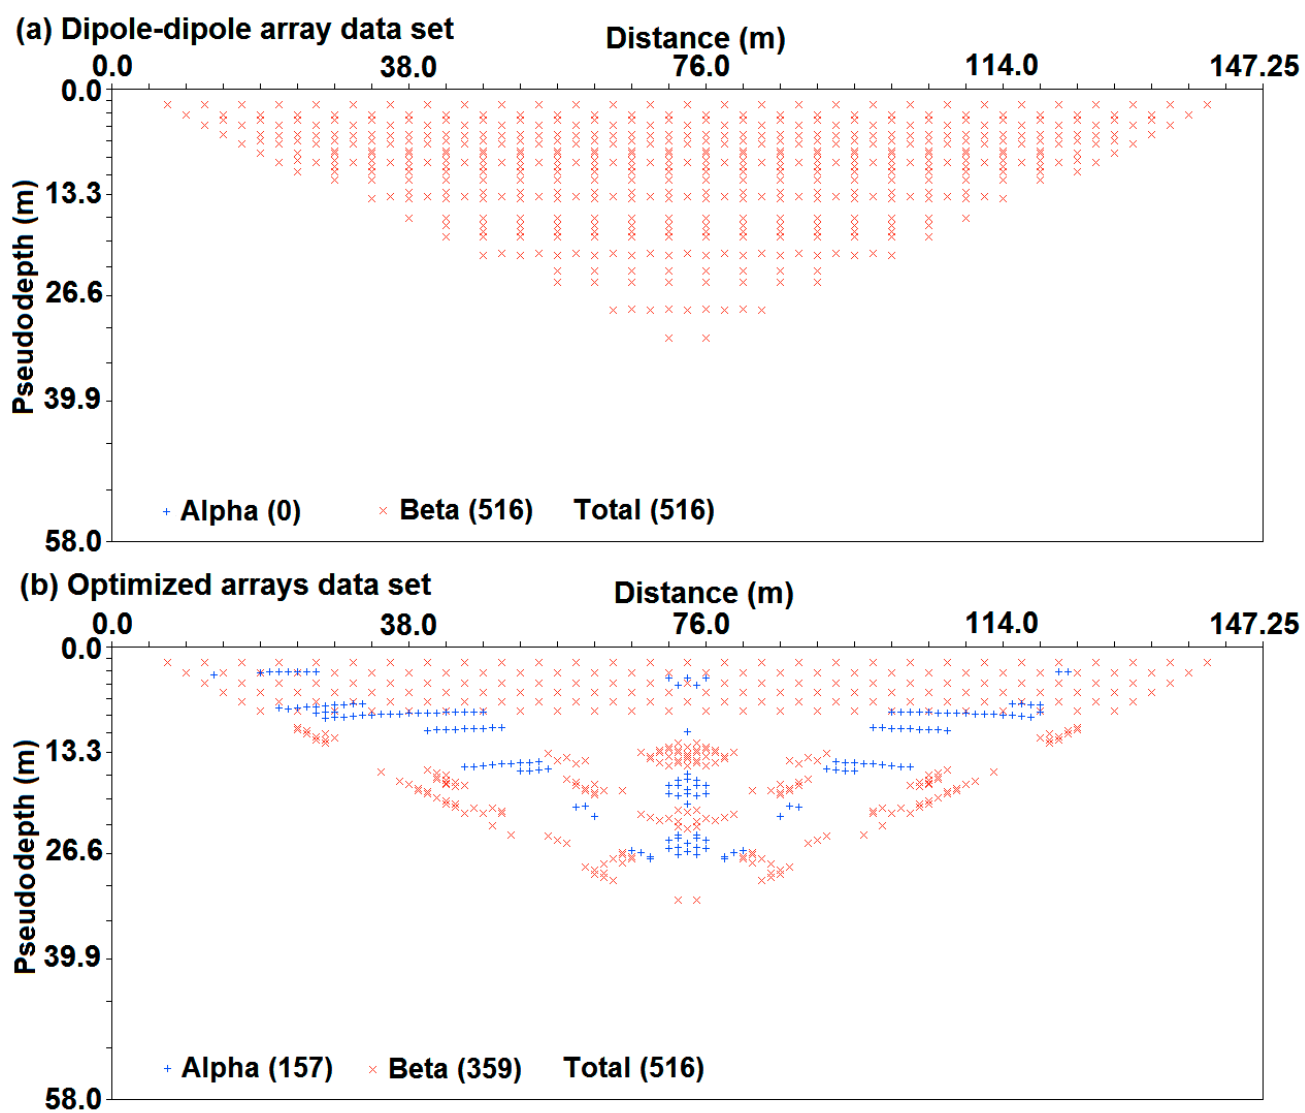 (a) Dipole-dipole array data set
Distance (m)
0.0 38.0 76.0 114.0 147.25
0.0
13.3
26.6
39.9
58.0
Pseudodepth (m)
+ Alpha (0) × Beta (516) Total (516)
(b) Optimized arrays data set
Distance (m)
0.0 38.0 76.0 114.0 147.25
0.0
13.3
26.6
39.9
58.0
Pseudodepth (m)
+ Alpha (157) × Beta (359) Total (516)